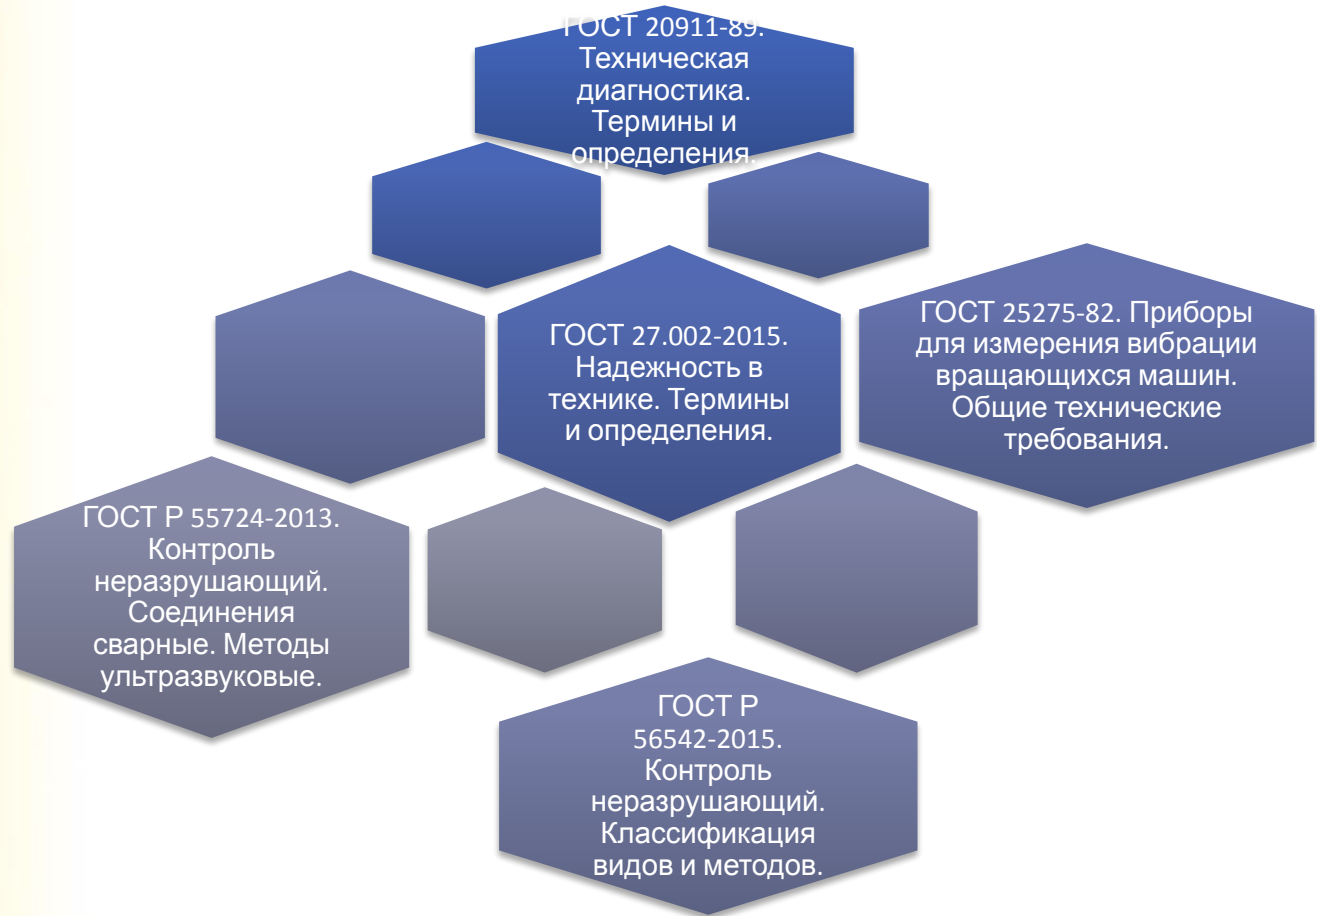 ГОСТ 20911-89.
Техническая
диагностика.
Термины и
определения.
ГОСТ 27.002-2015.
Надежность в
технике. Термины
и определения.
ГОСТ 25275-82. Приборы
для измерения вибрации
вращающихся машин.
Общие технические
требования.
ГОСТ Р 55724-2013.
Контроль
неразрушающий.
Соединения
сварные. Методы
ультразвуковые.
ГОСТ Р
56542-2015.
Контроль
неразрушающий.
Классификация
видов и методов.